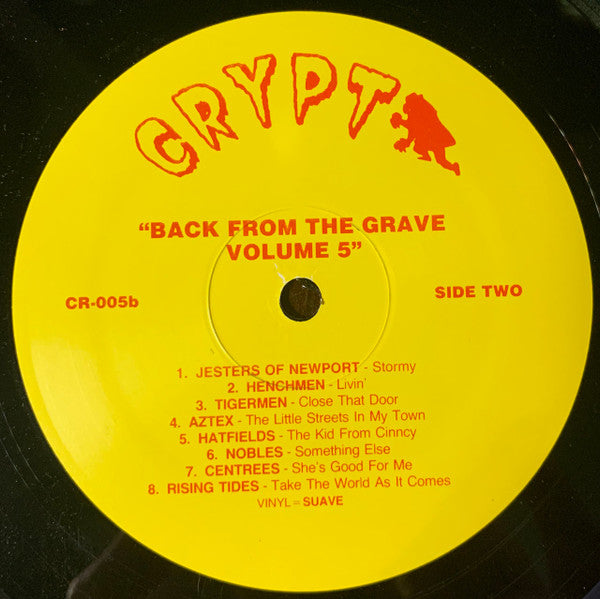 CRYPT
“BACK FROM THE GRAVE
VOLUME 5”
CR-005b
SIDE TWO
1. JESTERS OF NEWPORT - Stormy
2. HENCHMEN - Livin'
3. TIGERMEN - Close That Door
4. AZTEX - The Little Streets In My Town
5. HATFIELDS - The Kid From Cinncy
6. NOBLES - Something Else
7. CENTREES - She's Good For Me
8. RISING TIDES - Take The World As It Comes
VINYL = SUAVE